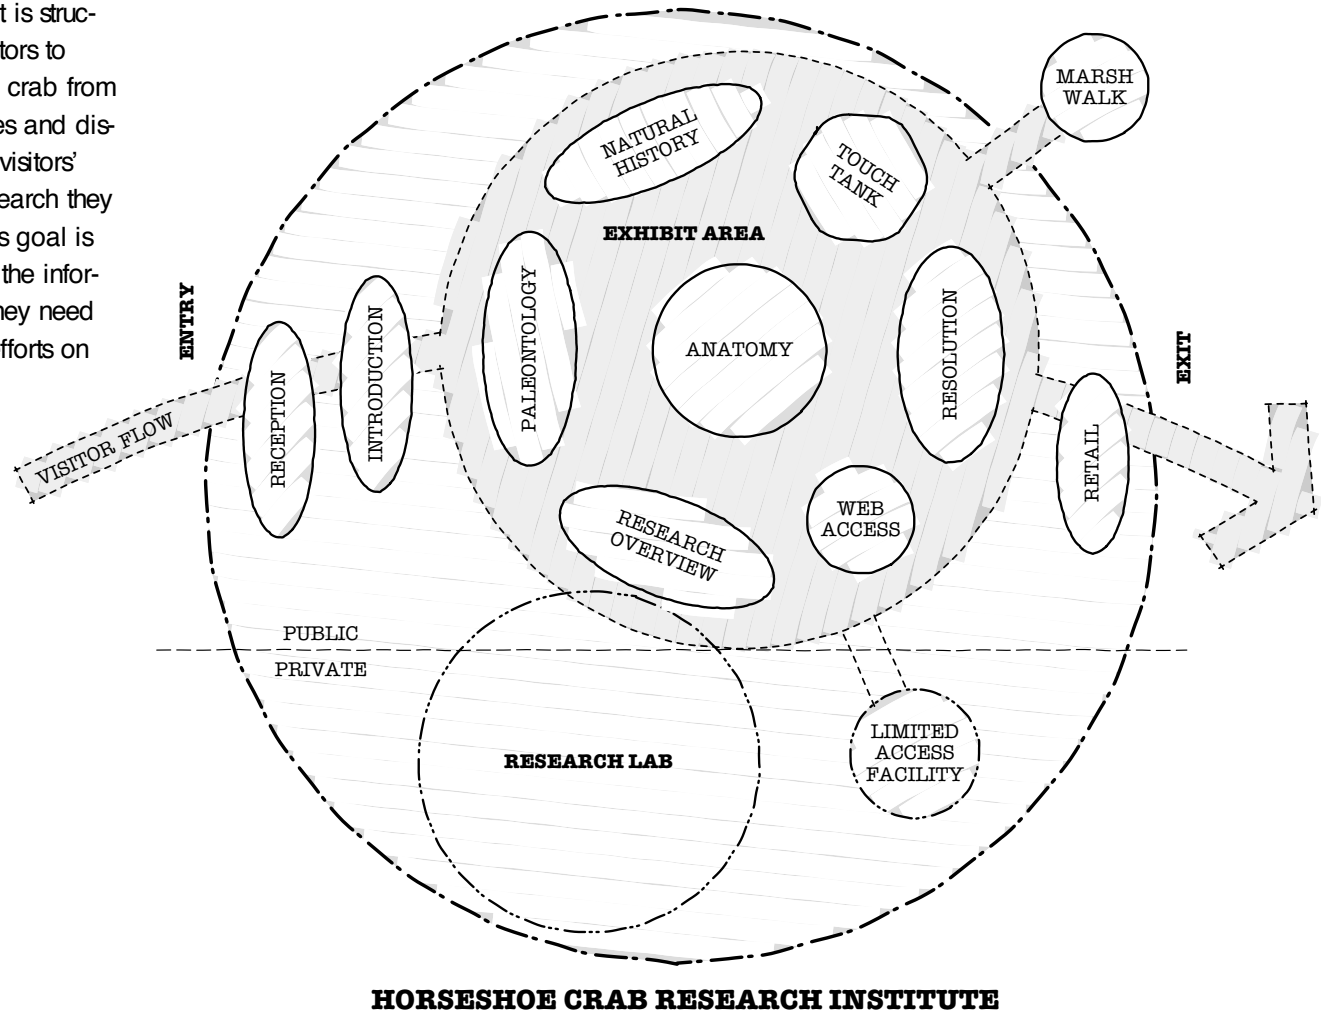 t is struc-
tors to
crab from
es and dis-
visitors'
earch they
s goal is
the infor-
ney need
fforts on
MARSH
WALK
NATURAL
HISTORY
TOUCH
TANK
EXHIBIT AREA
ENTRY
PALEONTOLOGY
ANATOMY
RESOLUTION
EXIT
INTRODUCTION
RECEPTION
VISITOR FLOW
RETAIL
RESEARCH
OVERVIEW
WEB
ACCESS
PUBLIC
PRIVATE
RESEARCH LAB
LIMITED
ACCESS
FACILITY
HORSESHOE CRAB RESEARCH INSTITUTE